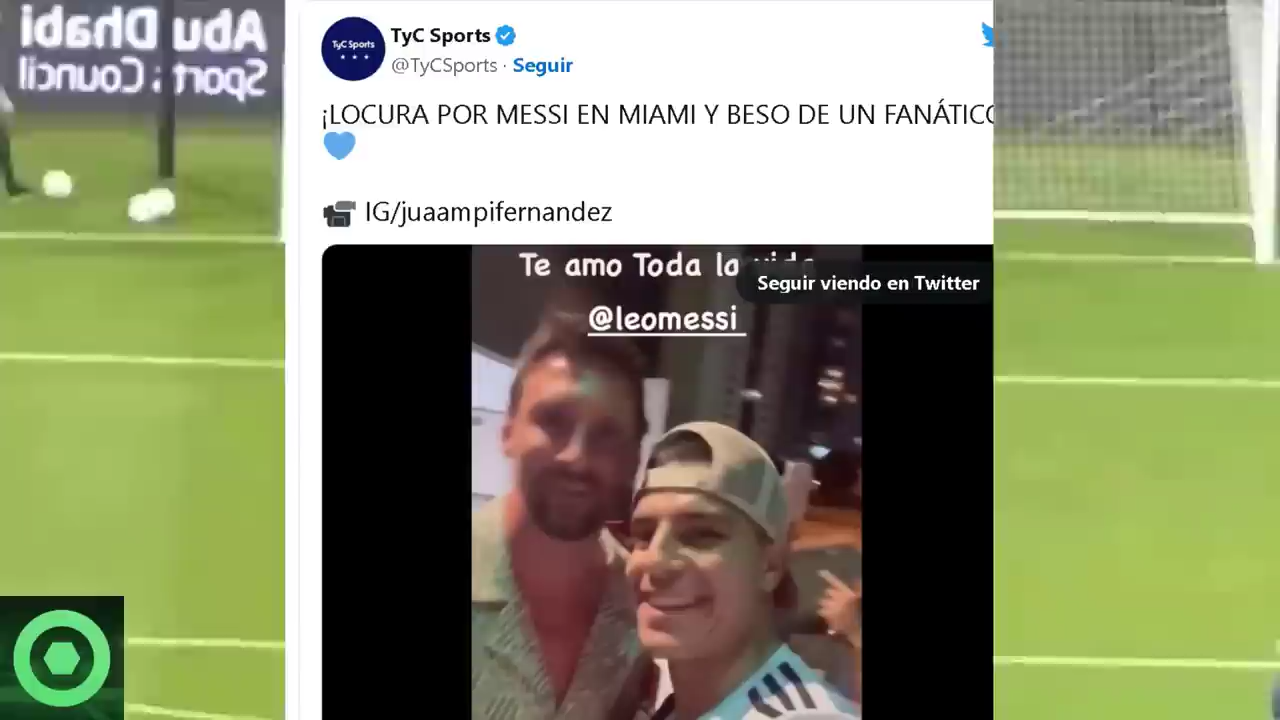 Abu Dhabi
Sports Council
TyC Sports
TyC Sports
@TyCSports · Seguir
¡LOCURA POR MESSI EN MIAMI Y BESO DE UN FANÁTICO
IG/juaampifernandez
Te amo Toda la vida
@leomessi
Seguir viendo en Twitter